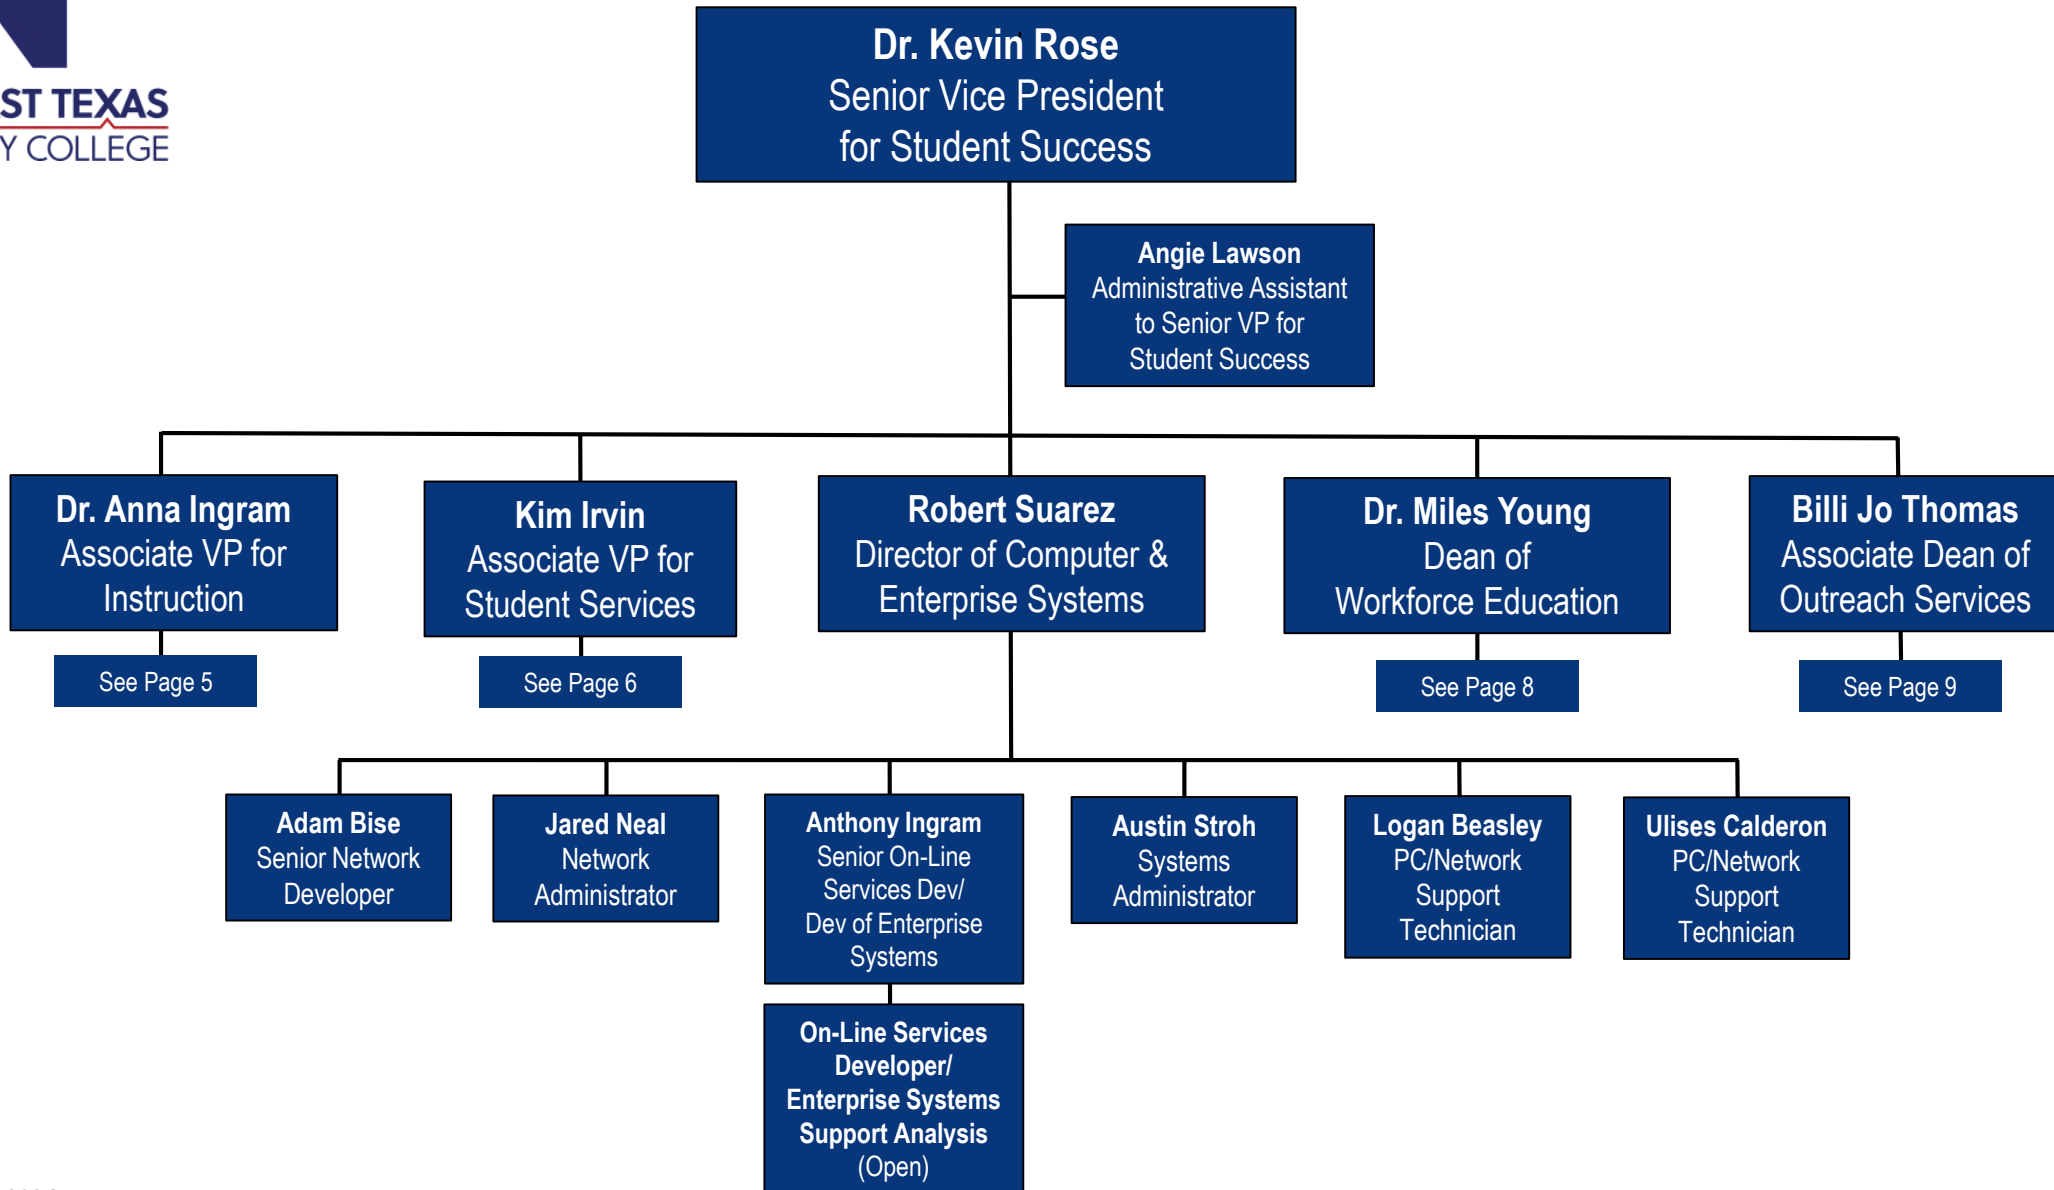 ST TEXAS
Y COLLEGE
Dr. Kevin Rose
Senior Vice President
for Student Success
Angie Lawson
Administrative Assistant
to Senior VP for
Student Success
Dr. Anna Ingram
Associate VP for
Instruction
See Page 5
Kim Irvin
Associate VP for
Student Services
See Page 6
Robert Suarez
Director of Computer &
Enterprise Systems
Dr. Miles Young
Dean of
Workforce Education
See Page 8
Billi Jo Thomas
Associate Dean of
Outreach Services
See Page 9
Adam Bise
Senior Network
Developer
Jared Neal
Network
Administrator
Anthony Ingram
Senior On-Line
Services Dev/
Dev of Enterprise
Systems
On-Line Services
Developer/
Enterprise Systems
Support Analysis
(Open)
Austin Stroh
Systems
Administrator
Logan Beasley
PC/Network
Support
Technician
Ulises Calderon
PC/Network
Support
Technician